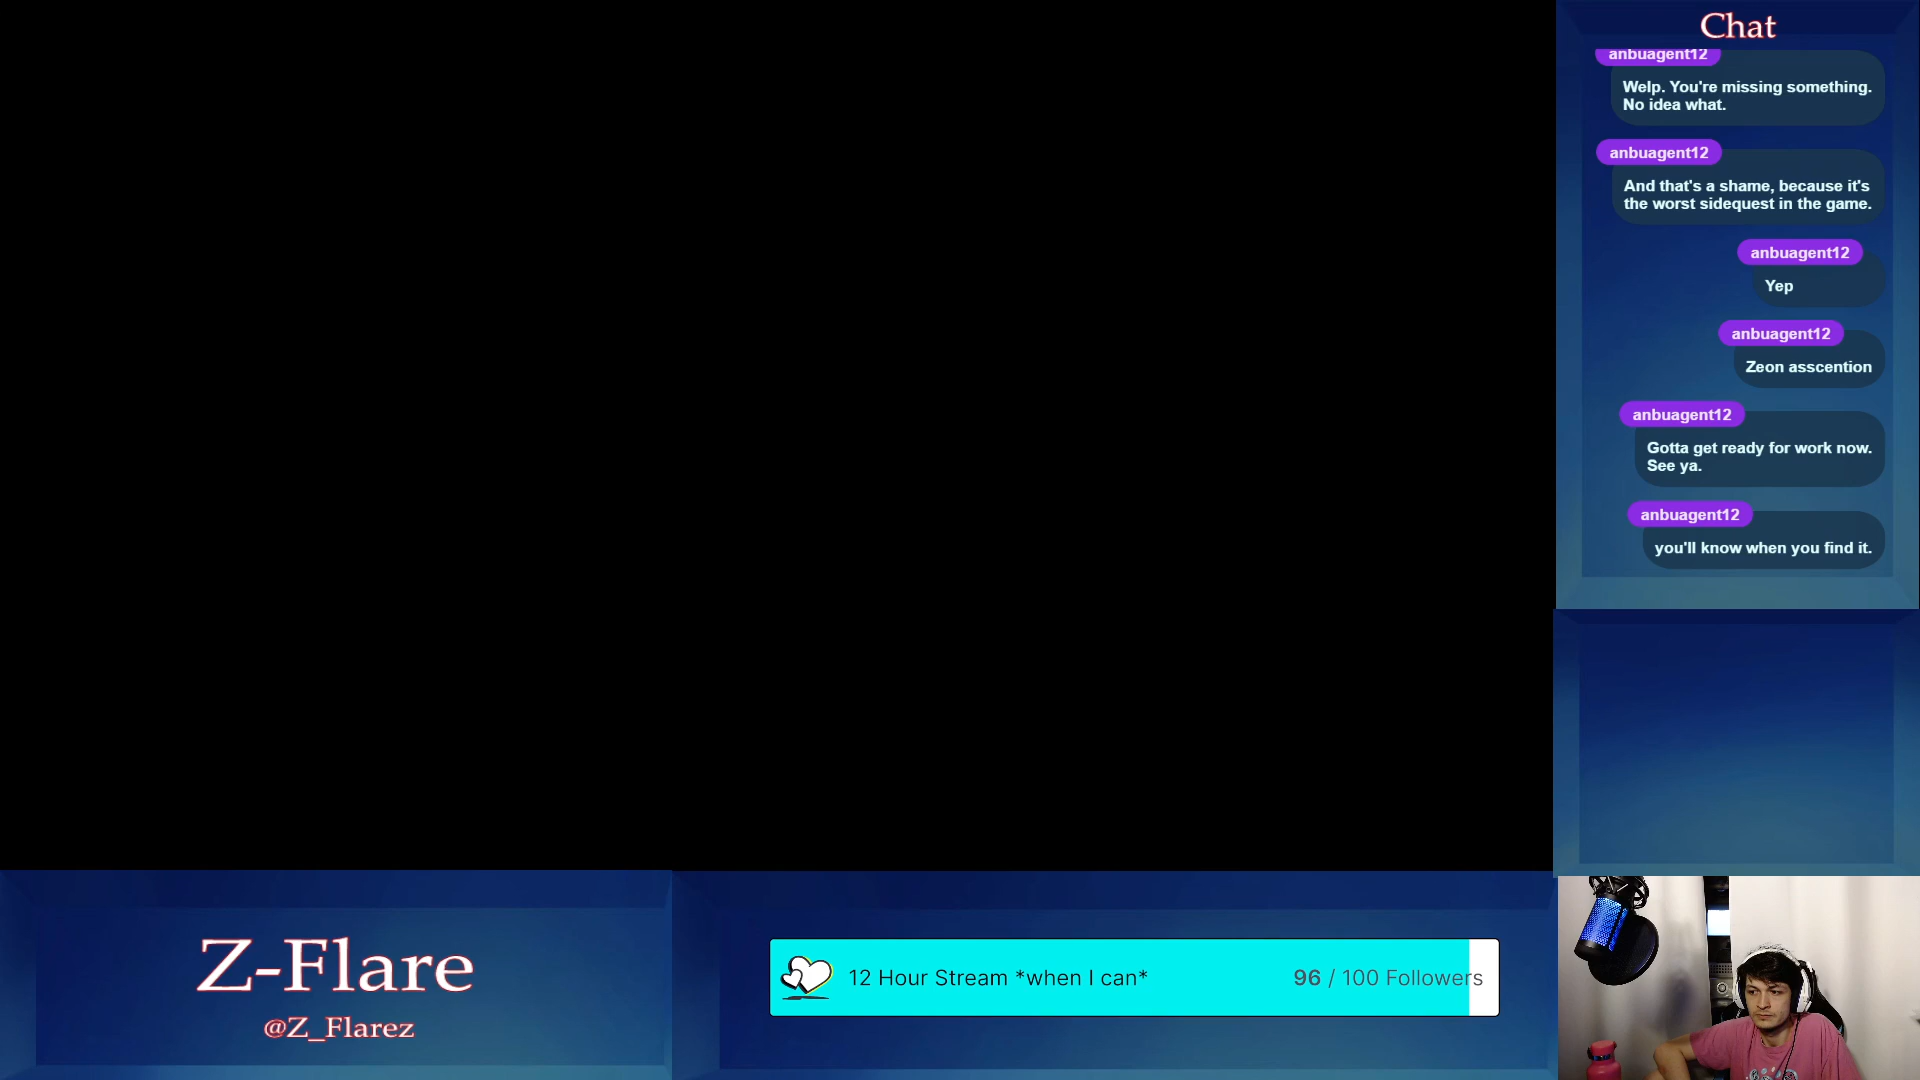 Chat
anbuagent12
Welp. You're missing something.
No idea what.
anbuagent12
And that's a shame, because it's
the worst sidequest in the game.
anbuagent12
Yep
anbuagent12
Zeon asscention
anbuagent12
Gotta get ready for work now.
See ya.
anbuagent12
you'll know when you find it.
Z-Flare
@Z_Flarez
12 Hour Stream *when I can*
96 / 100 Followers